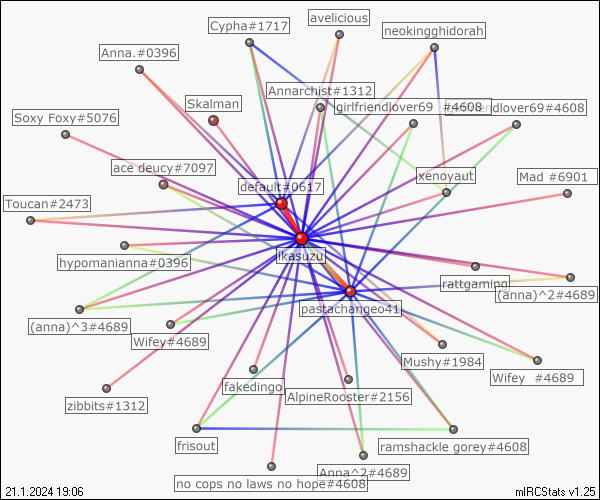 avelicious
Cypha#1717
neokingghidorah
Anna.#0396
Annarchist#1312
Skalman
girlfriendlover69 #4608
endlover69#4608
Soxy Foxy#5076
ace deucy#7097
xenoyaut
Mad #6901
default#0617
Toucan#2473
ikasuzu
hypomanianna#0396
rattgaming
(anna)^2#4689
pastachangeo41
(anna)^3#4689
Wifey#4689
Mushy#1984
Wifey #4689
fakedingo
AlpineRooster#2156
zibbits#1312
frisout
ramshackle gorey#4608
Anna^2#4689
no cops no laws no hope#4608
21.1.2024 19:06
mIRCStats v1.25